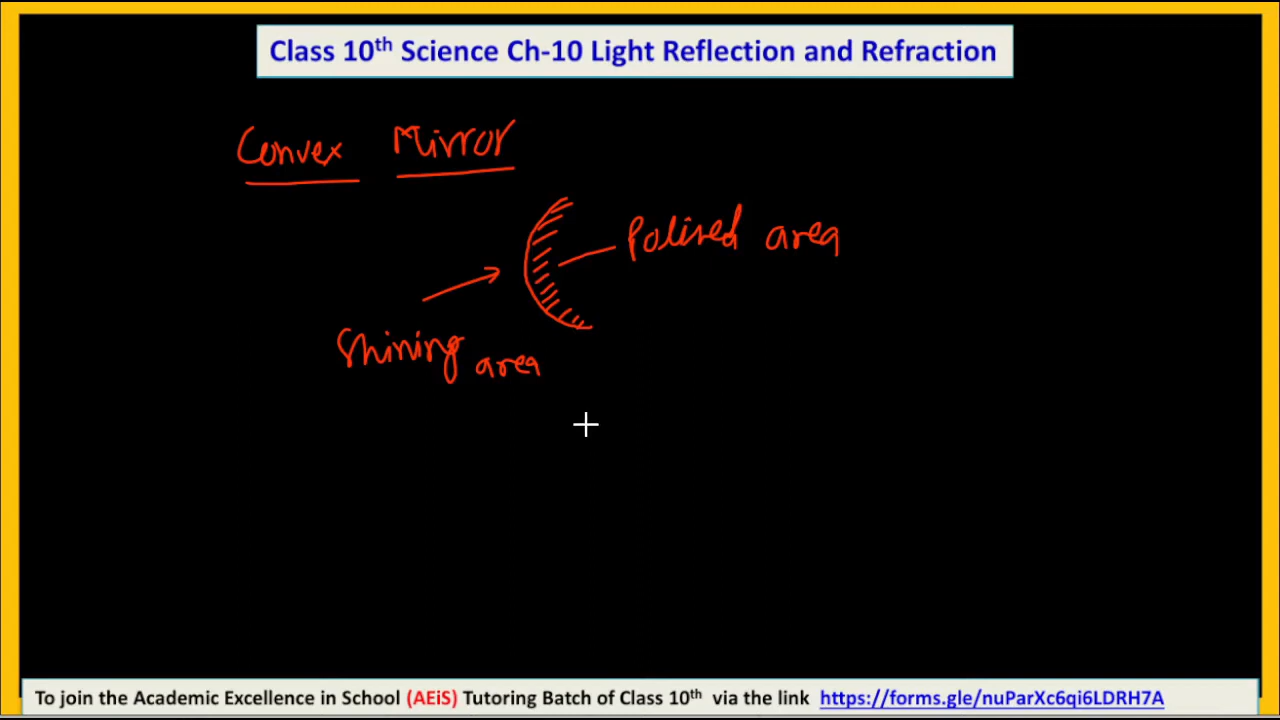 Class 10th Science Ch-10 Light Reflection and Refraction
Convex Mirror
Polised area
Shining area
To join the Academic Excellence in School (AEiS) Tutoring Batch of Class 10th via the link https://forms.gle/nuParXc6qi6LDRH7A